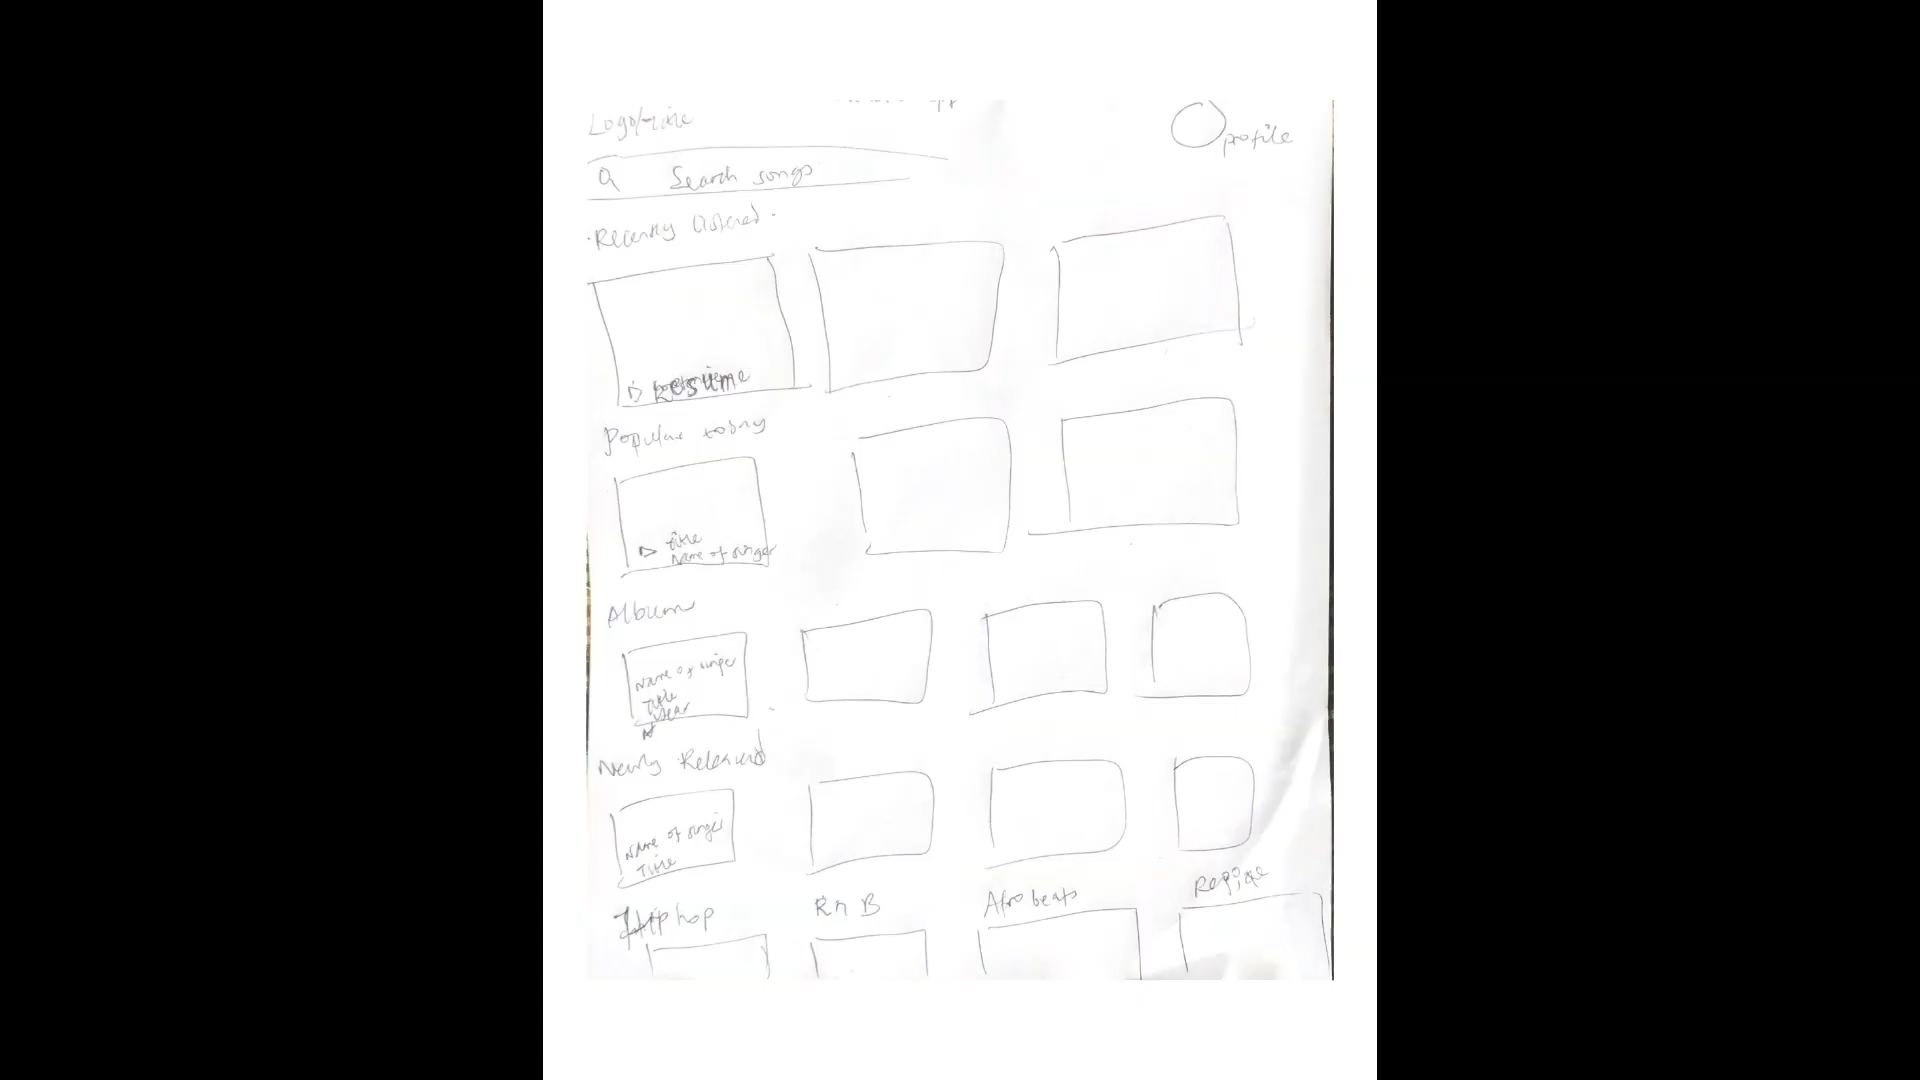 Logo/title
profile
Search songs
Recently listened
Resume
Popular today
title
Name of singer
Album
Name of singer
Title
Year
Newly Released
Name of singer
Title
Hip hop
RnB
Afro beats